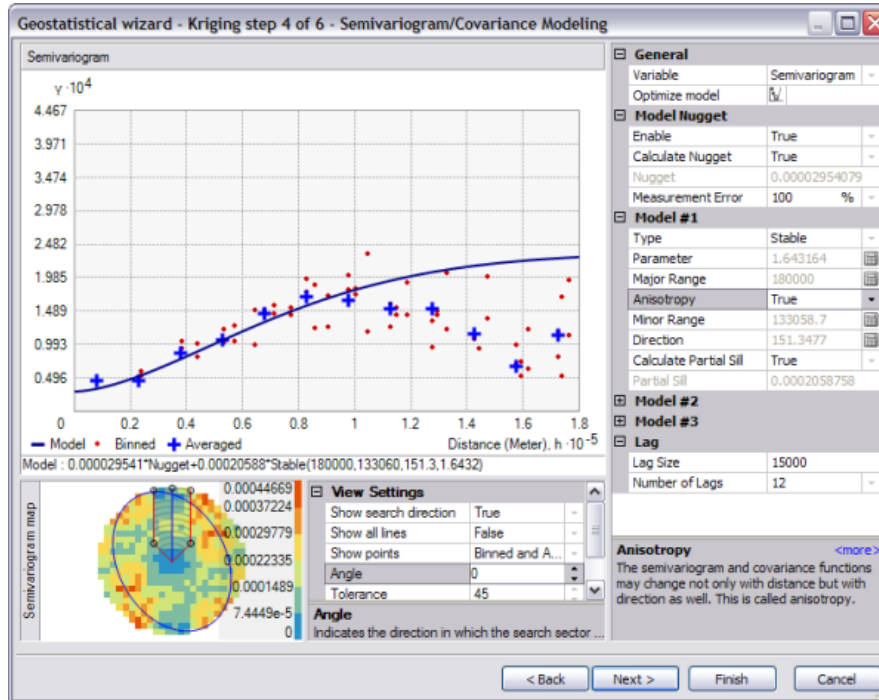 Geostatistical wizard - Kriging step 4 of 6 - Semivariogram/Covariance Modeling
Semivariogram
γ ·10⁴
4.467
3.971
3.474
2.978
2.482
1.985
1.489
0.993
0.496
0 0.2 0.4 0.6 0.8 1 1.2 1.4 1.6 1.8
Model Binned Averaged Distance (Meter), h ·10⁻⁵
Model : 0.000029541*Nugget+0.00020588*Stable(180000,133060,151.3,1.6432)
Semivariogram map
0.00044669
0.00037224
0.00029779
0.00022335
0.0001489
7.4449e-5
0
View Settings
Show search direction True
Show all lines False
Show points Binned and A...
Angle 0
Tolerance 45
Angle
Indicates the direction in which the search sector ...
General
Variable Semivariogram
Optimize model
Model Nugget
Enable True
Calculate Nugget True
Nugget 0.00002954079
Measurement Error 100 %
Model #1
Type Stable
Parameter 1.643164
Major Range 180000
Anisotropy True
Minor Range 133058.7
Direction 151.3477
Calculate Partial Sill True
Partial Sill 0.0002058758
Model #2
Model #3
Lag
Lag Size 15000
Number of Lags 12
Anisotropy <more>
The semivariogram and covariance functions
may change not only with distance but with
direction as well. This is called anisotropy.
< Back Next > Finish Cancel